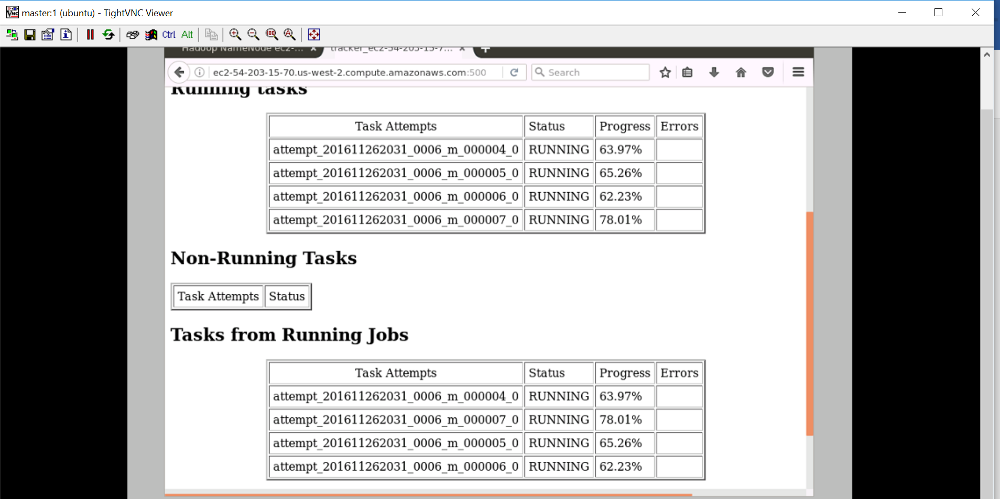 master:1 (ubuntu) - TightVNC Viewer
Ctrl Alt
Hadoop NameNode ec2-... × tracker_ec2-54-203-15-7... × +
ec2-54-203-15-70.us-west-2.compute.amazonaws.com:500 Search
Running tasks
Task Attempts Status Progress Errors
attempt_201611262031_0006_m_000004_0 RUNNING 63.97%
attempt_201611262031_0006_m_000005_0 RUNNING 65.26%
attempt_201611262031_0006_m_000006_0 RUNNING 62.23%
attempt_201611262031_0006_m_000007_0 RUNNING 78.01%
Non-Running Tasks
Task Attempts Status
Tasks from Running Jobs
Task Attempts Status Progress Errors
attempt_201611262031_0006_m_000004_0 RUNNING 63.97%
attempt_201611262031_0006_m_000007_0 RUNNING 78.01%
attempt_201611262031_0006_m_000005_0 RUNNING 65.26%
attempt_201611262031_0006_m_000006_0 RUNNING 62.23%